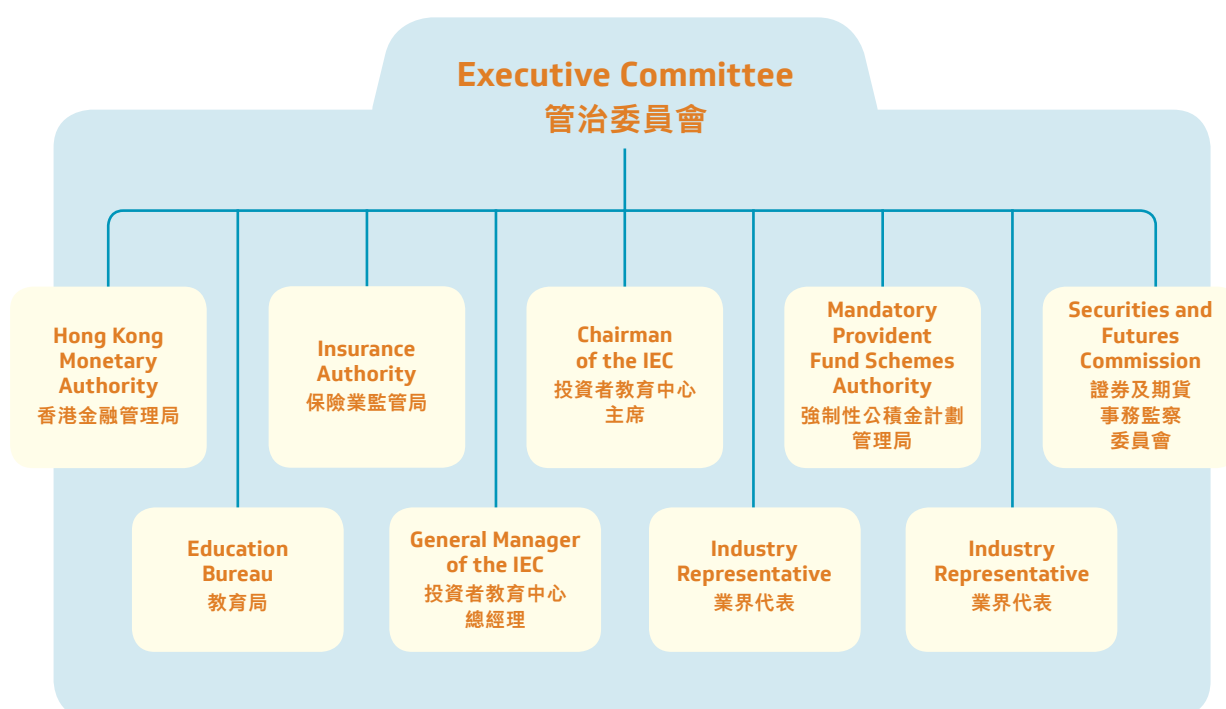 Executive Committee
管治委員會
Hong Kong
Monetary
Authority
香港金融管理局
Insurance
Authority
保險業監管局
Chairman
of the IEC
投資者教育中心
主席
Mandatory
Provident
Fund Schemes
Authority
強制性公積金計劃
管理局
Securities and
Futures
Commission
證券及期貨
事務監察
委員會
Education
Bureau
教育局
General Manager
of the IEC
投資者教育中心
總經理
Industry
Representative
業界代表
Industry
Representative
業界代表